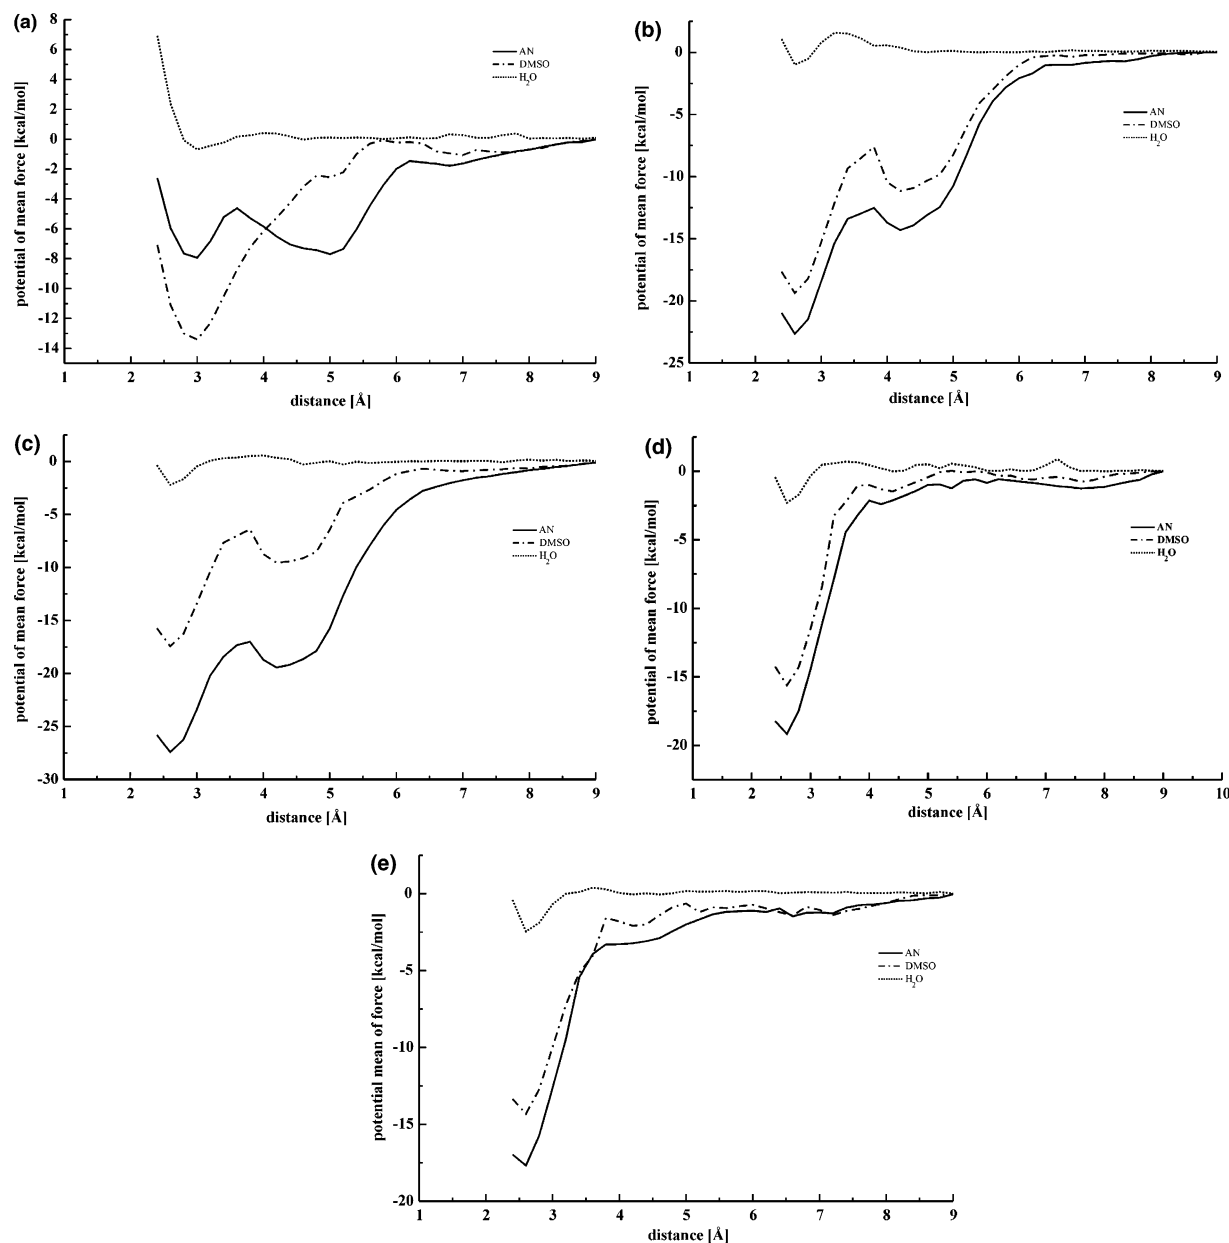 (a)
8
6
4
2
0
-2
-4
-6
-8
-10
-12
-14
potential of mean force [kcal/mol]
AN
DMSO
H₂O
1 2 3 4 5 6 7 8 9
distance [Å]
(b)
0
-5
-10
-15
-20
-25
potential of mean force [kcal/mol]
AN
DMSO
H₂O
1 2 3 4 5 6 7 8 9
distance [Å]
(c)
0
-5
-10
-15
-20
-25
-30
potential of mean force [kcal/mol]
AN
DMSO
H₂O
1 2 3 4 5 6 7 8 9
distance [Å]
(d)
0
-5
-10
-15
-20
potential of mean force [kcal/mol]
AN
DMSO
H₂O
1 2 3 4 5 6 7 8 9 10
distance [Å]
(e)
0
-5
-10
-15
-20
potential mean of force [kcal/mol]
AN
DMSO
H₂O
1 2 3 4 5 6 7 8 9
distance [Å]